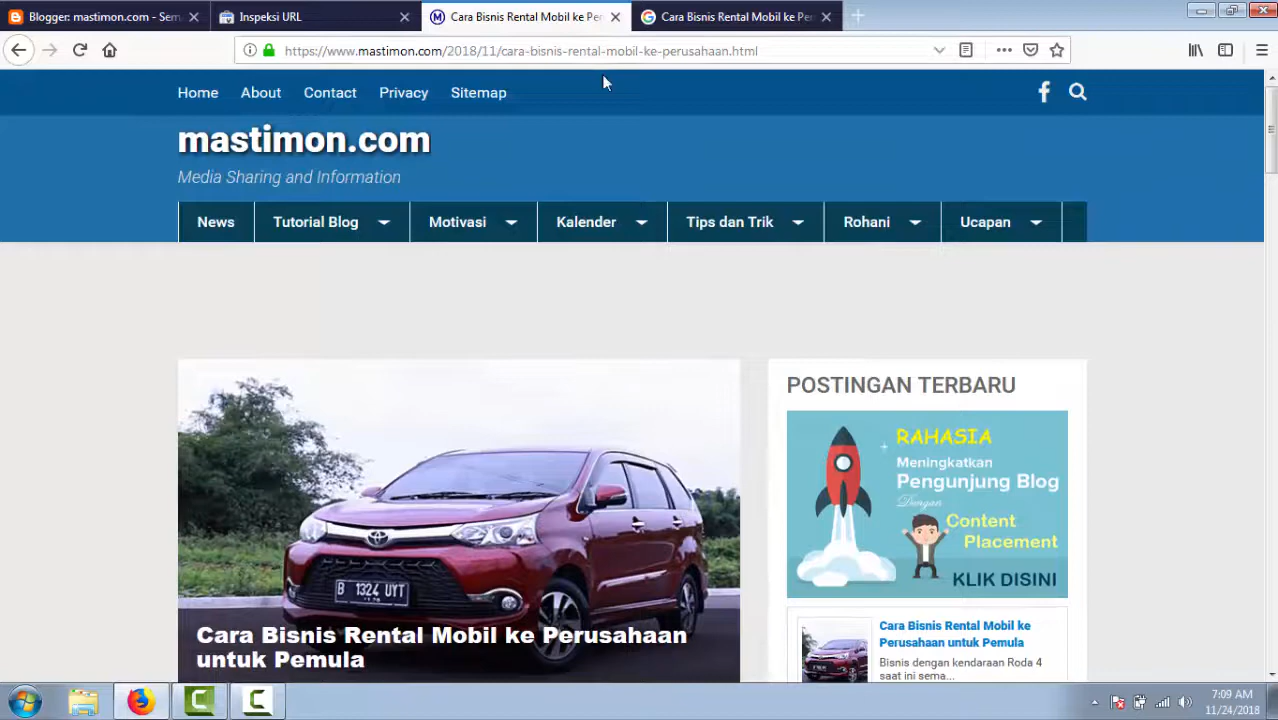 Blogger: mastimon.com - Sem
Inspeksi URL
Cara Bisnis Rental Mobil ke Per
Cara Bisnis Rental Mobil ke Pe
https://www.mastimon.com/2018/11/cara-bisnis-rental-mobil-ke-perusahaan.html
Home About Contact Privacy Sitemap
mastimon.com
Media Sharing and Information
News Tutorial Blog Motivasi Kalender Tips dan Trik Rohani Ucapan
B 1324 UYT
Cara Bisnis Rental Mobil ke Perusahaan
untuk Pemula
POSTINGAN TERBARU
RAHASIA
Meningkatkan
Pengunjung Blog
Dengan
Content
Placement
KLIK DISINI
Cara Bisnis Rental Mobil ke
Perusahaan untuk Pemula
Bisnis dengan kendaraan Roda 4
saat ini sema...
7:09 AM
11/24/2018